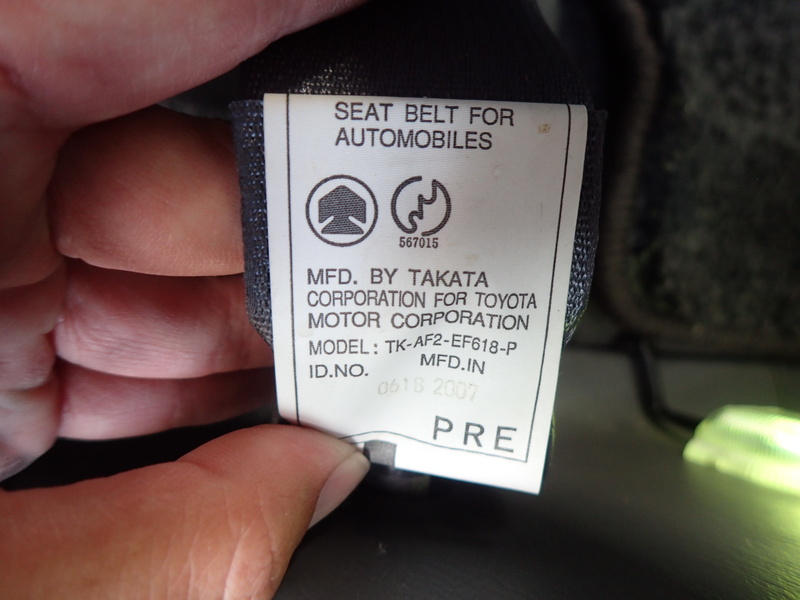 SEAT BELT FOR
AUTOMOBILES
567015
MFD. BY TAKATA
CORPORATION FOR TOYOTA
MOTOR CORPORATION
MODEL: TK-AF2-EF618-P
ID.NO. MFD.IN
0618 2007
PRE